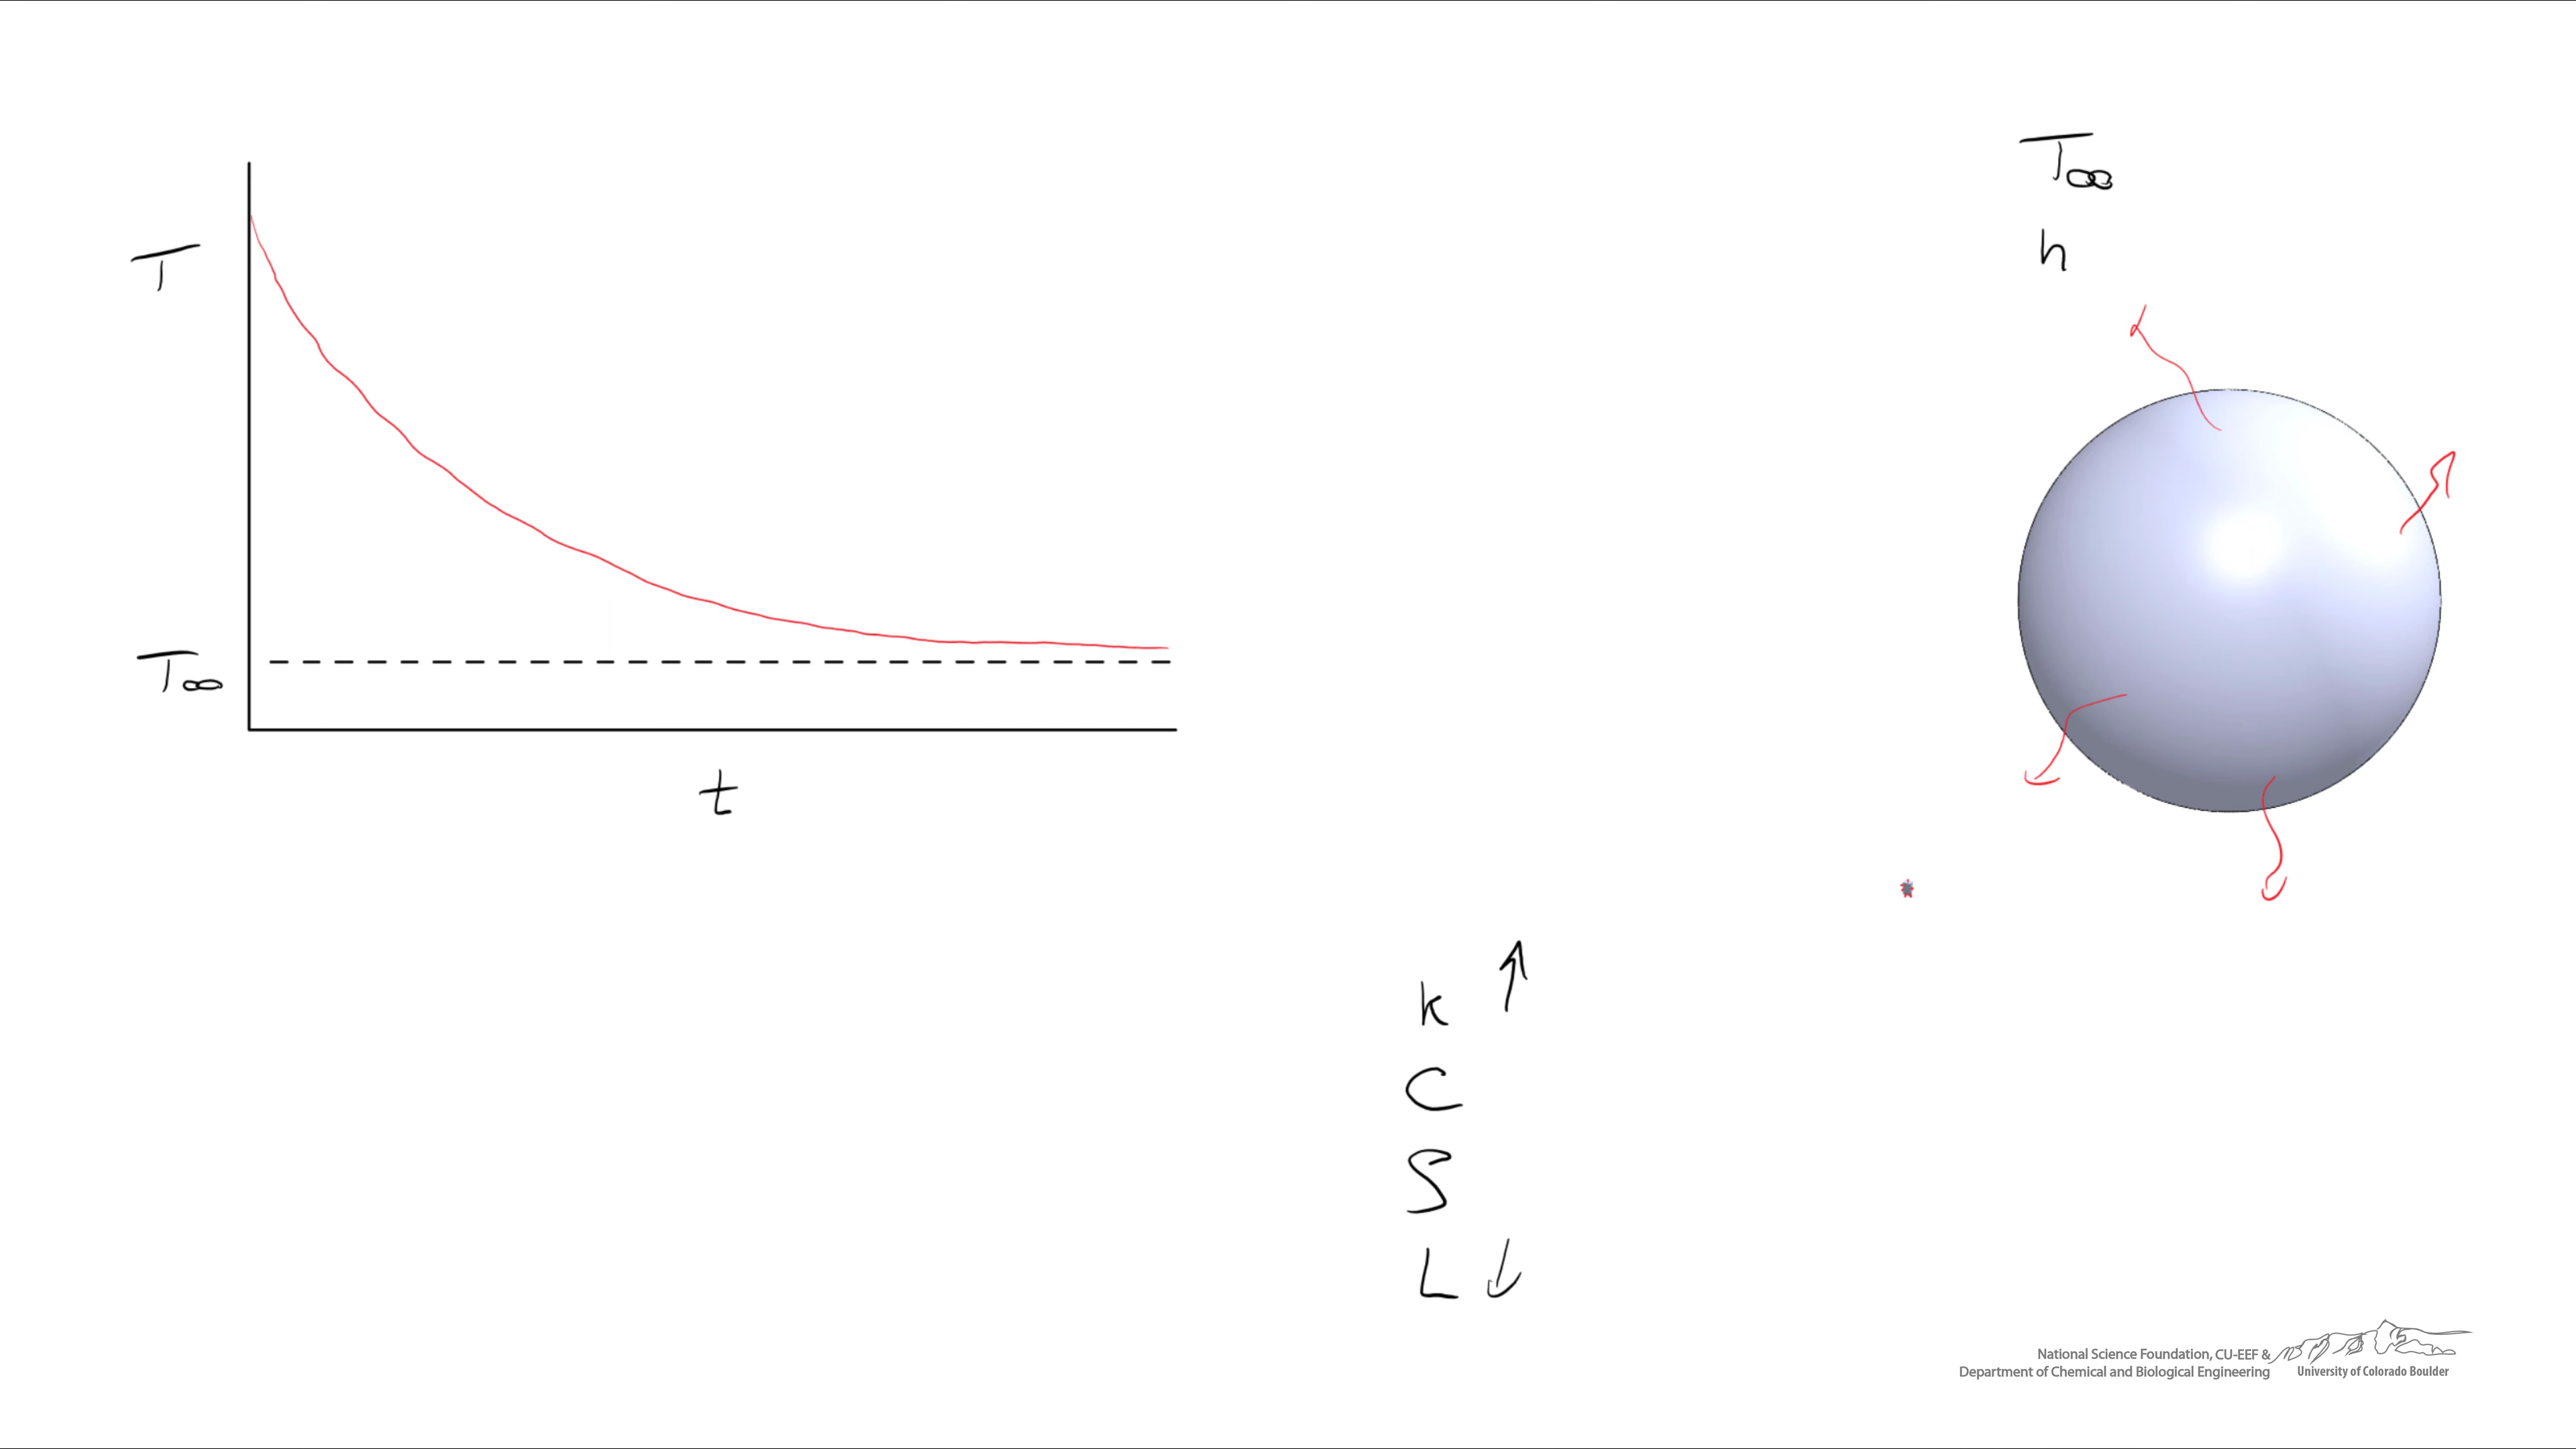 T
T∞
t
T∞
h
k ↑
C
S
L ↓
National Science Foundation, CU-EEF &
Department of Chemical and Biological Engineering
University of Colorado Boulder